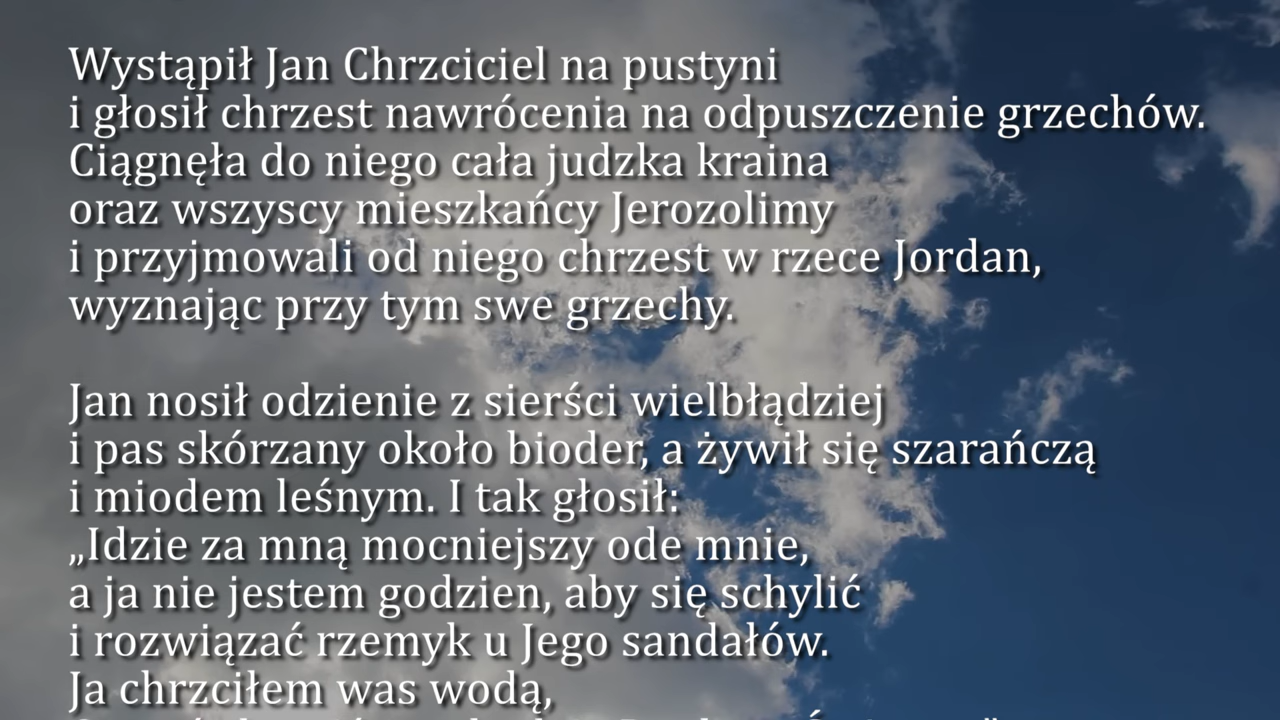 Wystąpił Jan Chrzciciel na pustyni
i głosił chrzest nawrócenia na odpuszczenie grzechów.
Ciągnęła do niego cała judzka kraina
oraz wszyscy mieszkańcy Jerozolimy
i przyjmowali od niego chrzest w rzece Jordan,
wyznając przy tym swe grzechy.
Jan nosił odzienie z sierści wielbłądziej
i pas skórzany około bioder, a żywił się szarańczą
i miodem leśnym. I tak głosił:
„Idzie za mną mocniejszy ode mnie,
a ja nie jestem godzien, aby się schylić
i rozwiązać rzemyk u Jego sandałów.
Ja chrzciłem was wodą,